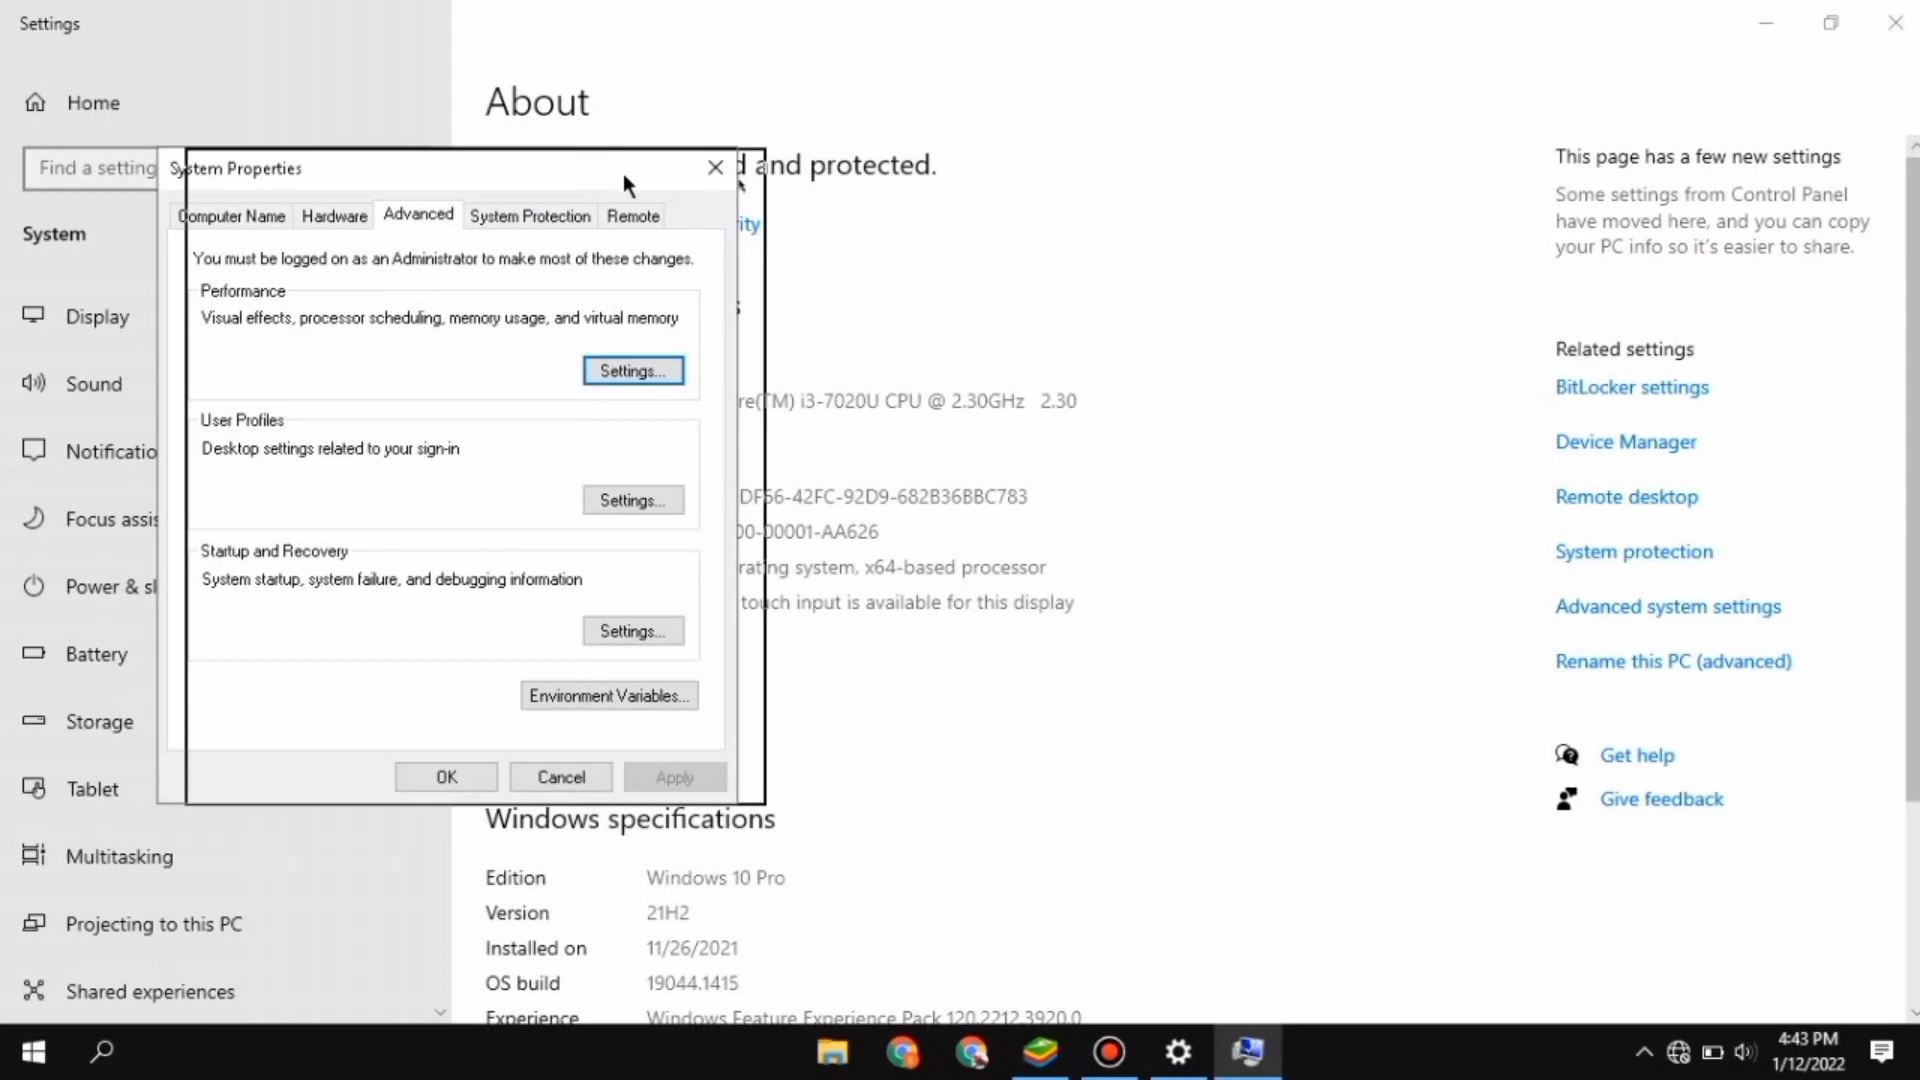 Settings
Home
Find a setting
System
Display
Sound
Notificatio
Focus assis
Power & sl
Battery
Storage
Tablet
Multitasking
Projecting to this PC
Shared experiences
System Properties
Computer Name
Hardware
Advanced
System Protection
Remote
You must be logged on as an Administrator to make most of these changes.
Performance
Visual effects, processor scheduling, memory usage, and virtual memory
Settings...
User Profiles
Desktop settings related to your sign-in
Settings...
Startup and Recovery
System startup, system failure, and debugging information
Settings...
Environment Variables...
OK
Cancel
Apply
About
d and protected.
ity
re(TM) i3-7020U CPU @ 2.30GHz 2.30
DF56-42FC-92D9-682B36BBC783
00-00001-AA626
rating system, x64-based processor
touch input is available for this display
Windows specifications
Edition Windows 10 Pro
Version 21H2
Installed on 11/26/2021
OS build 19044.1415
Experience Windows Feature Experience Pack 120.2212.3920.0
This page has a few new settings
Some settings from Control Panel
have moved here, and you can copy
your PC info so it's easier to share.
Related settings
BitLocker settings
Device Manager
Remote desktop
System protection
Advanced system settings
Rename this PC (advanced)
Get help
Give feedback
4:43 PM
1/12/2022